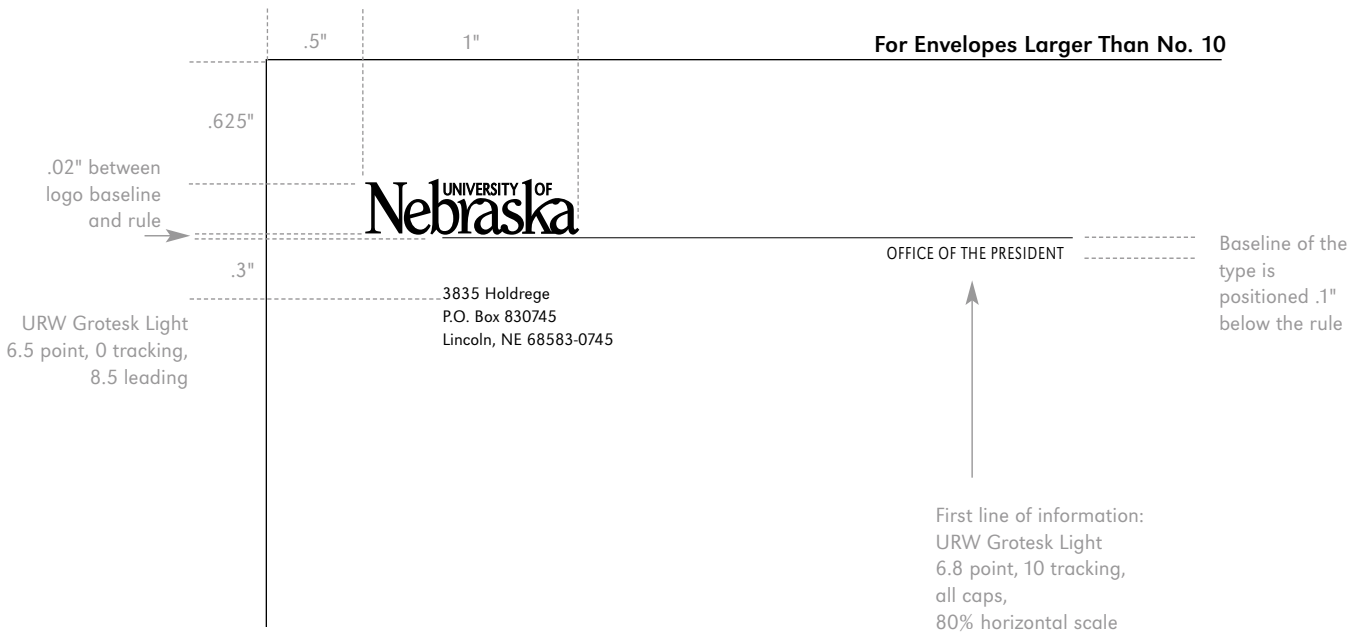 .5"
1"
For Envelopes Larger Than No. 10
.625"
.02" between
logo baseline
and rule
UNIVERSITY OF
Nebraska
OFFICE OF THE PRESIDENT
Baseline of the
type is
positioned .1"
below the rule
.3"
3835 Holdrege
P.O. Box 830745
Lincoln, NE 68583-0745
URW Grotesk Light
6.5 point, 0 tracking,
8.5 leading
First line of information:
URW Grotesk Light
6.8 point, 10 tracking,
all caps,
80% horizontal scale